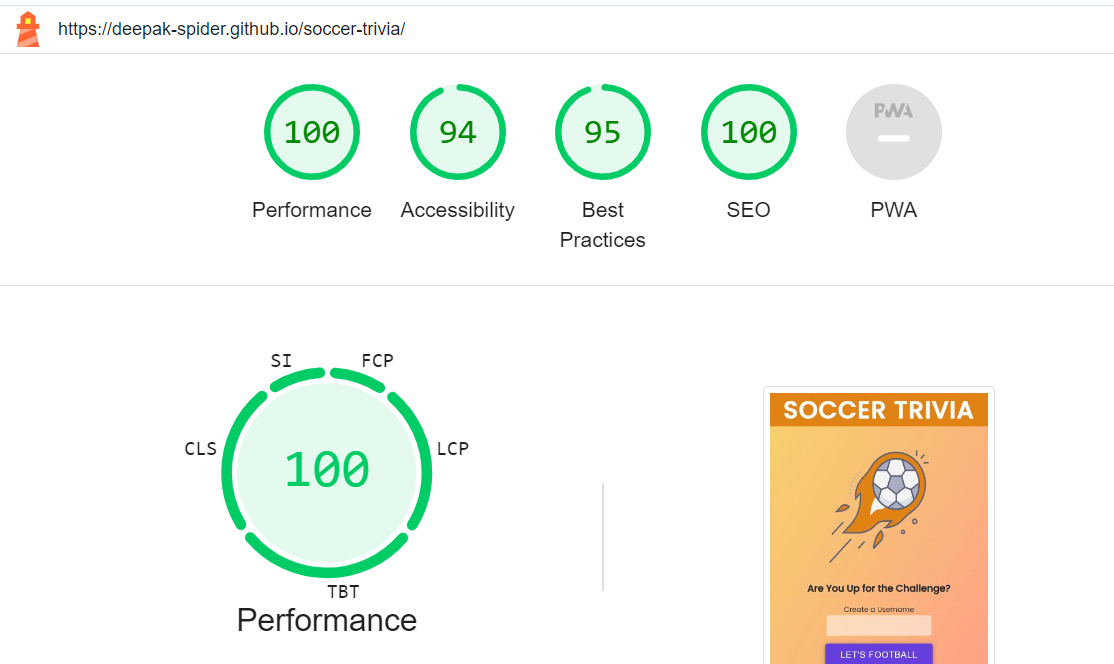 https://deepak-spider.github.io/soccer-trivia/
100
94
95
100
PWA
Performance
Accessibility
Best
Practices
SEO
PWA
SI
FCP
CLS
LCP
100
TBT
Performance
SOCCER TRIVIA
Are You Up for the Challenge?
Create a Username
LET'S FOOTBALL